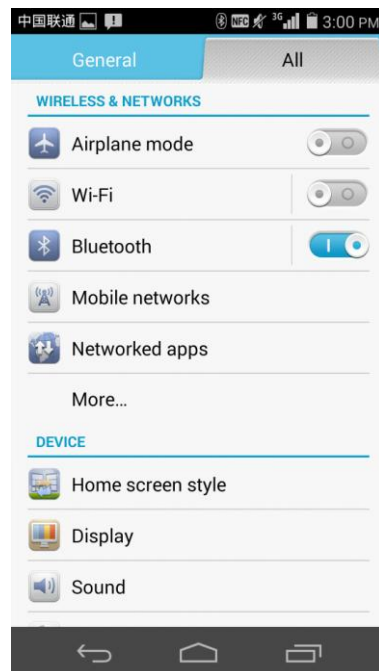 中国联通 NFC 3G 3:00 PM
General All
WIRELESS & NETWORKS
Airplane mode
Wi-Fi
Bluetooth
Mobile networks
Networked apps
More...
DEVICE
Home screen style
Display
Sound